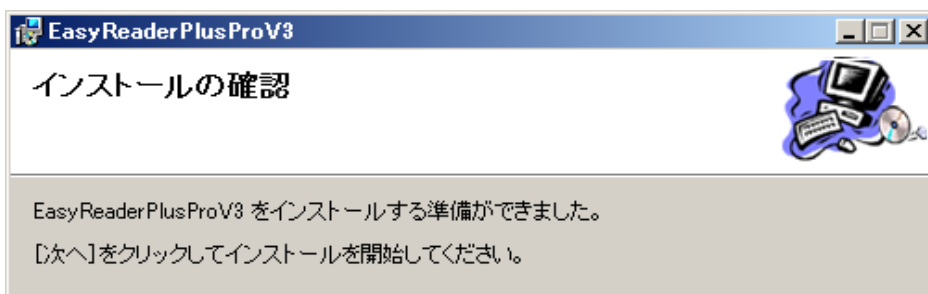 EasyReaderPlusProV3
インストールの確認
EasyReaderPlusProV3 をインストールする準備ができました。
[次へ]をクリックしてインストールを開始してください。